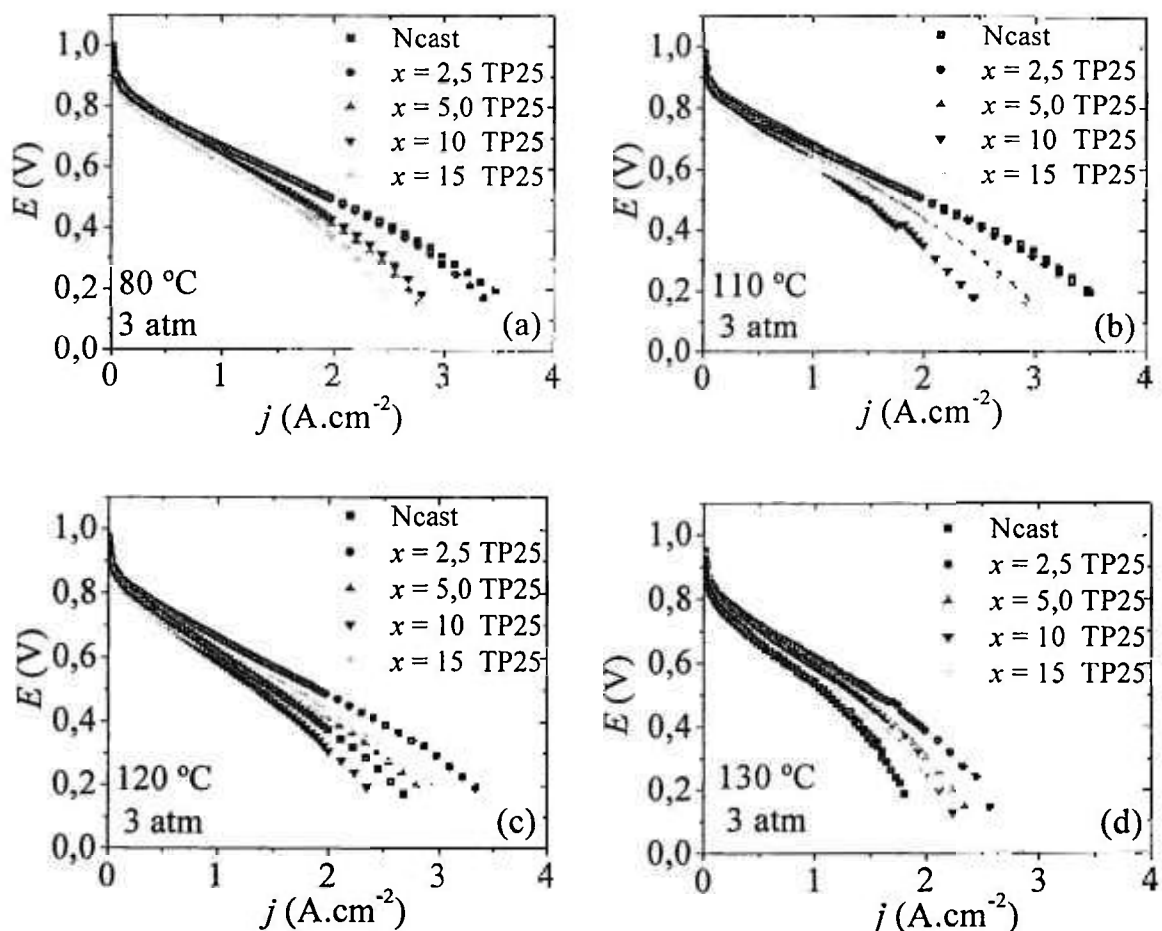 1,0
0,8
0,6
0,4
0,2
0,0
E (V)
Ncast
x = 2,5 TP25
x = 5,0 TP25
x = 10 TP25
x = 15 TP25
80 ºC
3 atm
(a)
0 1 2 3 4
j (A.cm-2)
1,0
0,8
0,6
0,4
0,2
0,0
E (V)
Ncast
x = 2,5 TP25
x = 5,0 TP25
x = 10 TP25
x = 15 TP25
110 ºC
3 atm
(b)
0 1 2 3 4
j (A.cm-2)
1,0
0,8
0,6
0,4
0,2
0,0
E (V)
Ncast
x = 2,5 TP25
x = 5,0 TP25
x = 10 TP25
x = 15 TP25
120 ºC
3 atm
(c)
0 1 2 3 4
j (A.cm-2)
1,0
0,8
0,6
0,4
0,2
0,0
E (V)
Ncast
x = 2,5 TP25
x = 5,0 TP25
x = 10 TP25
x = 15 TP25
130 ºC
3 atm
(d)
0 1 2 3 4
j (A.cm-2)